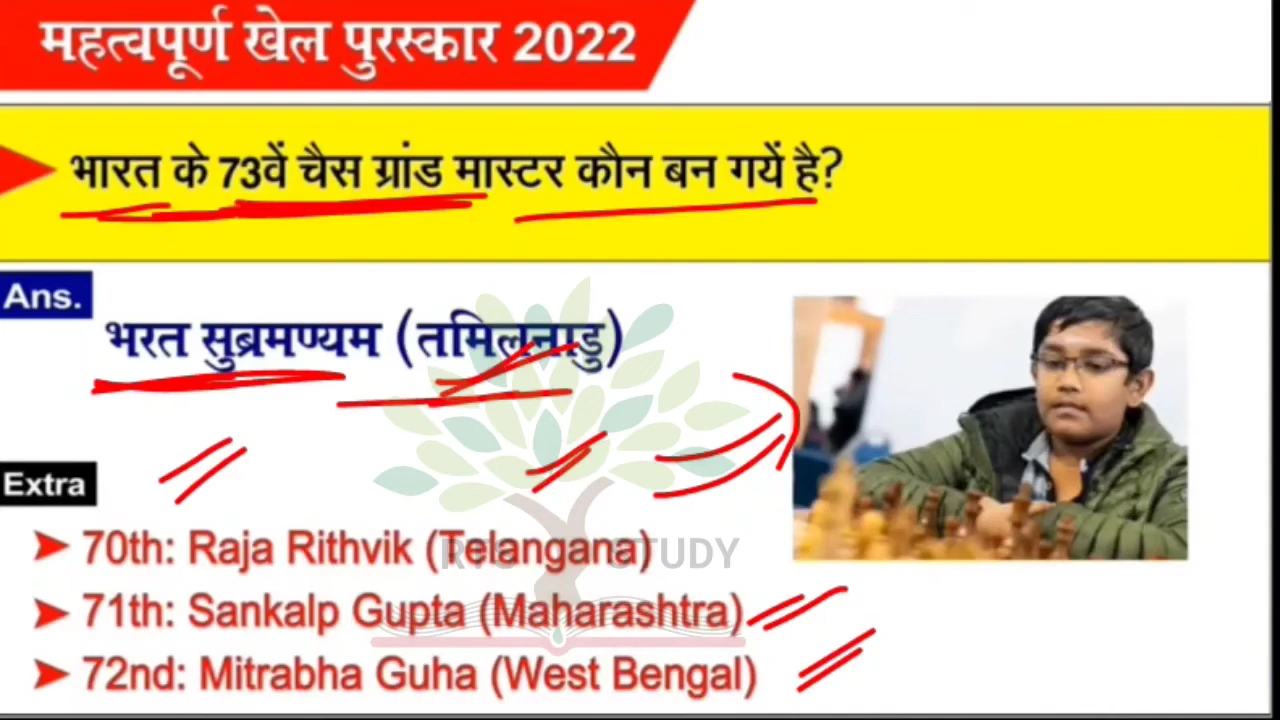 महत्वपूर्ण खेल पुरस्कार 2022
भारत के 73वें चैस ग्रांड मास्टर कौन बन गयें है?
Ans.
भरत सुब्रमण्यम (तमिलनाडु)
Extra
70th: Raja Rithvik (Telangana)
71th: Sankalp Gupta (Maharashtra)
72nd: Mitrabha Guha (West Bengal)
STUDY